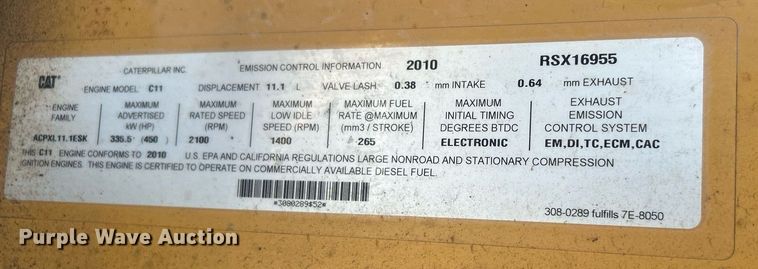 CAT
CATERPILLAR INC. EMISSION CONTROL INFORMATION 2010 RSX16955
ENGINE MODEL C11 DISPLACEMENT 11.1 L VALVE LASH 0.38 mm INTAKE 0.64 mm EXHAUST
ENGINE FAMILY
MAXIMUM ADVERTISED kW (HP)
MAXIMUM RATED SPEED (RPM)
MAXIMUM LOW IDLE SPEED (RPM)
MAXIMUM FUEL RATE @MAXIMUM (mm3 / STROKE)
MAXIMUM INITIAL TIMING DEGREES BTDC
EXHAUST EMISSION CONTROL SYSTEM
ACPXL11.1ESK 335.5 (450) 2100 1400 265 ELECTRONIC EM,DI,TC,ECM,CAC
THIS C11 ENGINE CONFORMS TO 2010 U.S. EPA AND CALIFORNIA REGULATIONS LARGE NONROAD AND STATIONARY COMPRESSION
IGNITION ENGINES. THIS ENGINE IS CERTIFIED TO OPERATE ON COMMERCIALLY AVAILABLE DIESEL FUEL.
308-0289 fulfills 7E-8050
Purple Wave Auction